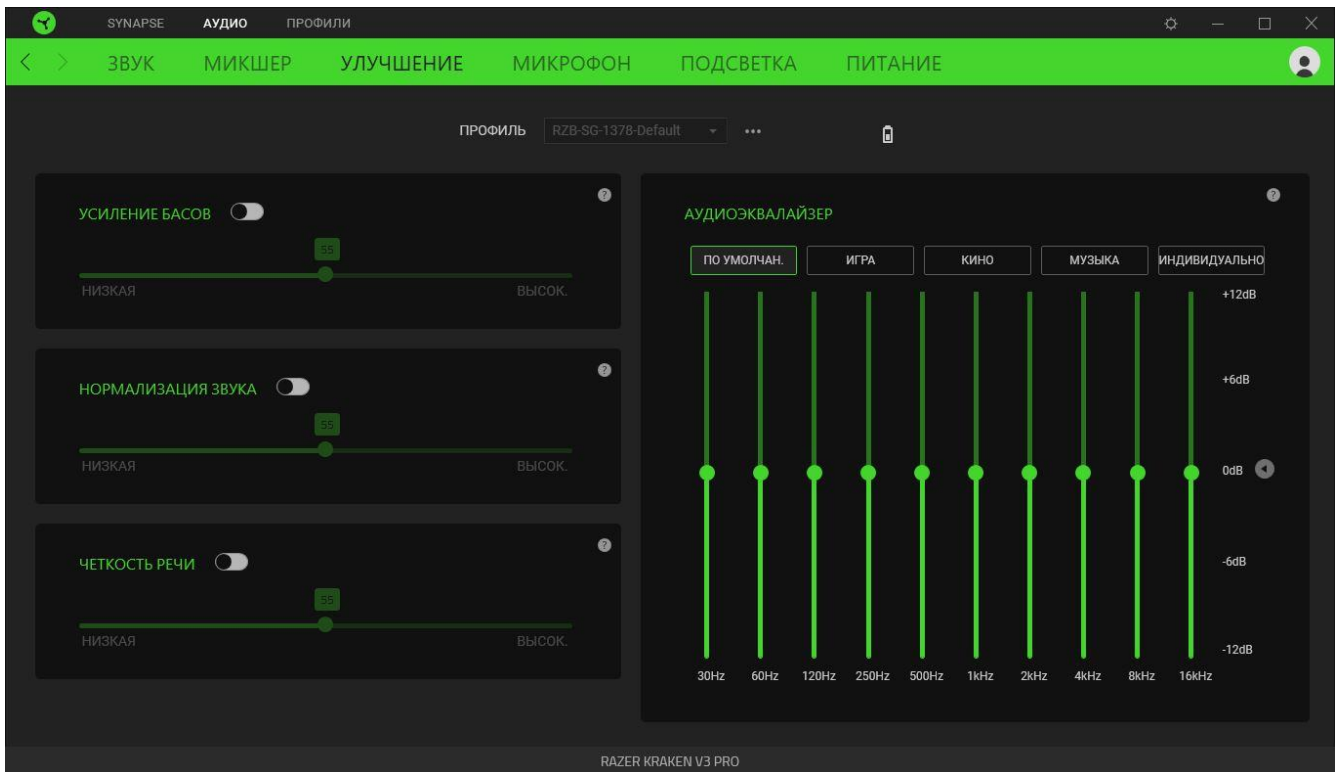 SYNAPSE АУДИО ПРОФИЛИ
ЗВУК МИКШЕР УЛУЧШЕНИЕ МИКРОФОН ПОДСВЕТКА ПИТАНИЕ
ПРОФИЛЬ RZB-SG-1378-Default
УСИЛЕНИЕ БАСОВ
?
55
НИЗКАЯ ВЫСОК.
НОРМАЛИЗАЦИЯ ЗВУКА
?
55
НИЗКАЯ ВЫСОК.
ЧЕТКОСТЬ РЕЧИ
?
55
НИЗКАЯ ВЫСОК.
АУДИОЭКВАЛАЙЗЕР
?
ПО УМОЛЧАН. ИГРА КИНО МУЗЫКА ИНДИВИДУАЛЬНО
+12dB
+6dB
0dB
-6dB
-12dB
30Hz 60Hz 120Hz 250Hz 500Hz 1kHz 2kHz 4kHz 8kHz 16kHz
RAZER KRAKEN V3 PRO